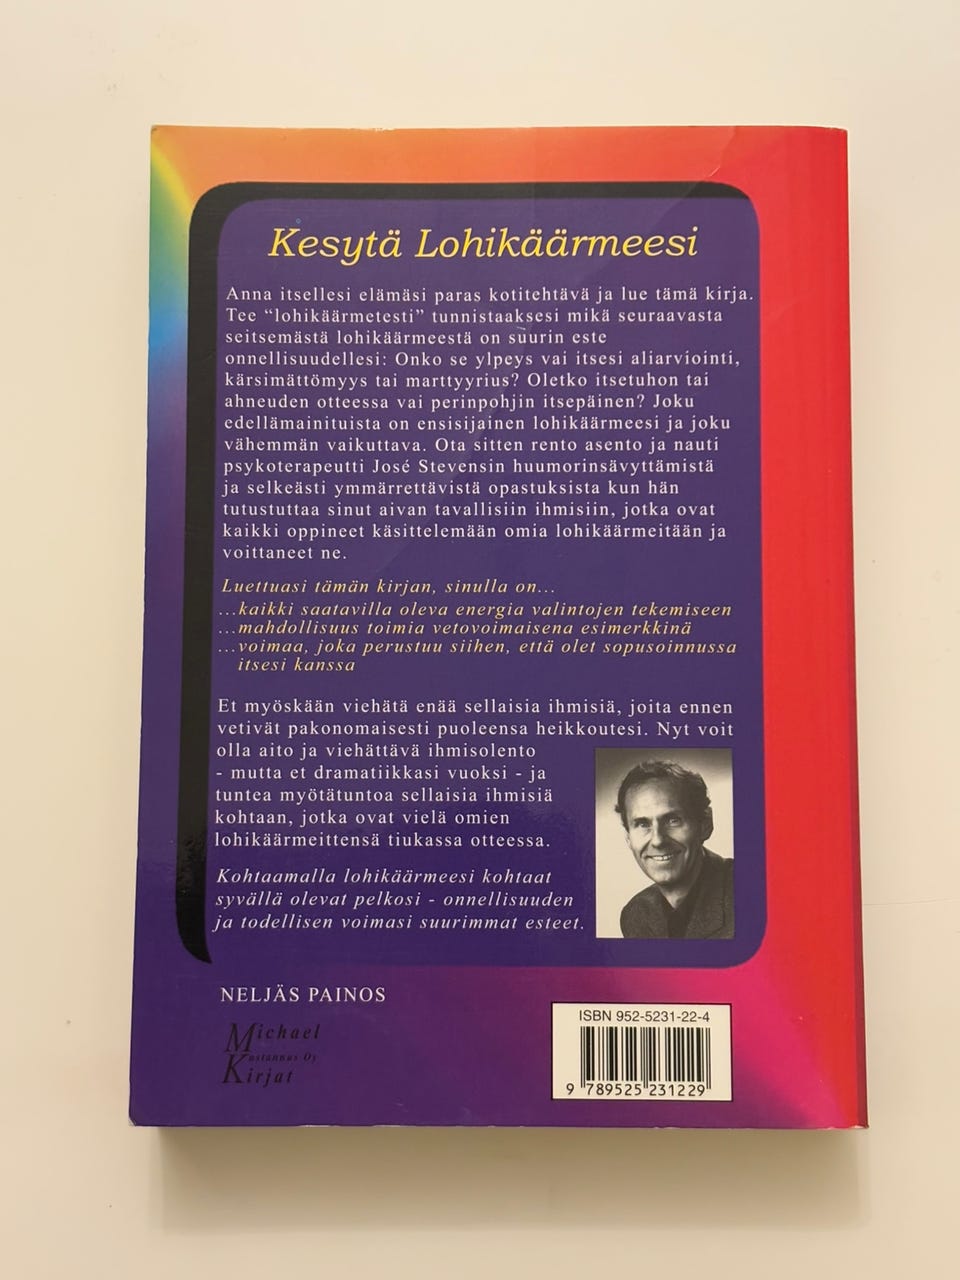 Kesytä Lohikäärmeesi
Anna itsellesi elämäsi paras kotitehtävä ja lue tämä kirja.
Tee “lohikäärmetesti” tunnistaaksesi mikä seuraavasta
seitsemästä lohikäärmeestä on suurin este
onnellisuudellesi: Onko se ylpeys vai itsesi aliarviointi,
kärsimättömyys tai marttyyrius? Oletko itsetuhon tai
ahneuden otteessa vai perinpohjin itsepäinen? Joku
edellämainituista on ensisijainen lohikäärmeesi ja joku
vähemmän vaikuttava. Ota sitten rento asento ja nauti
psykoterapeutti José Stevensin huumorinsävyttämistä
ja selkeästi ymmärrettävistä opastuksista kun hän
tutustuttaa sinut aivan tavallisiin ihmisiin, jotka ovat
kaikki oppineet käsittelemään omia lohikäärmeitään ja
voittaneet ne.
Luettuasi tämän kirjan, sinulla on...
...kaikki saatavilla oleva energia valintojen tekemiseen
...mahdollisuus toimia vetovoimaisena esimerkkinä
...voimaa, joka perustuu siihen, että olet sopusoinnussa
itsesi kanssa
Et myöskään viehätä enää sellaisia ihmisiä, joita ennen
vetivät pakonomaisesti puoleensa heikkoutesi. Nyt voit
olla aito ja viehättävä ihmisolento
- mutta et dramatiikkasi vuoksi - ja
tuntea myötätuntoa sellaisia ihmisiä
kohtaan, jotka ovat vielä omien
lohikäärmeittensä tiukassa otteessa.
Kohtaamalla lohikäärmeesi kohtaat
syvällä olevat pelkosi - onnellisuuden
ja todellisen voimasi suurimmat esteet.
NELJÄS PAINOS
Michael
Kustannus Oy
Kirjat
ISBN 952-5231-22-4
9 789525 231229